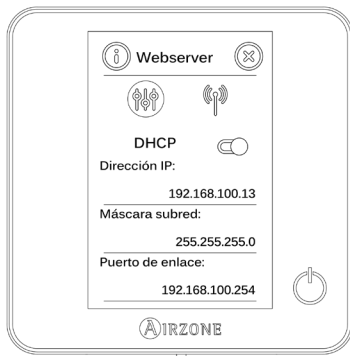 Webserver
DHCP
Dirección IP:
192.168.100.13
Máscara subred:
255.255.255.0
Puerto de enlace:
192.168.100.254
AIRZONE